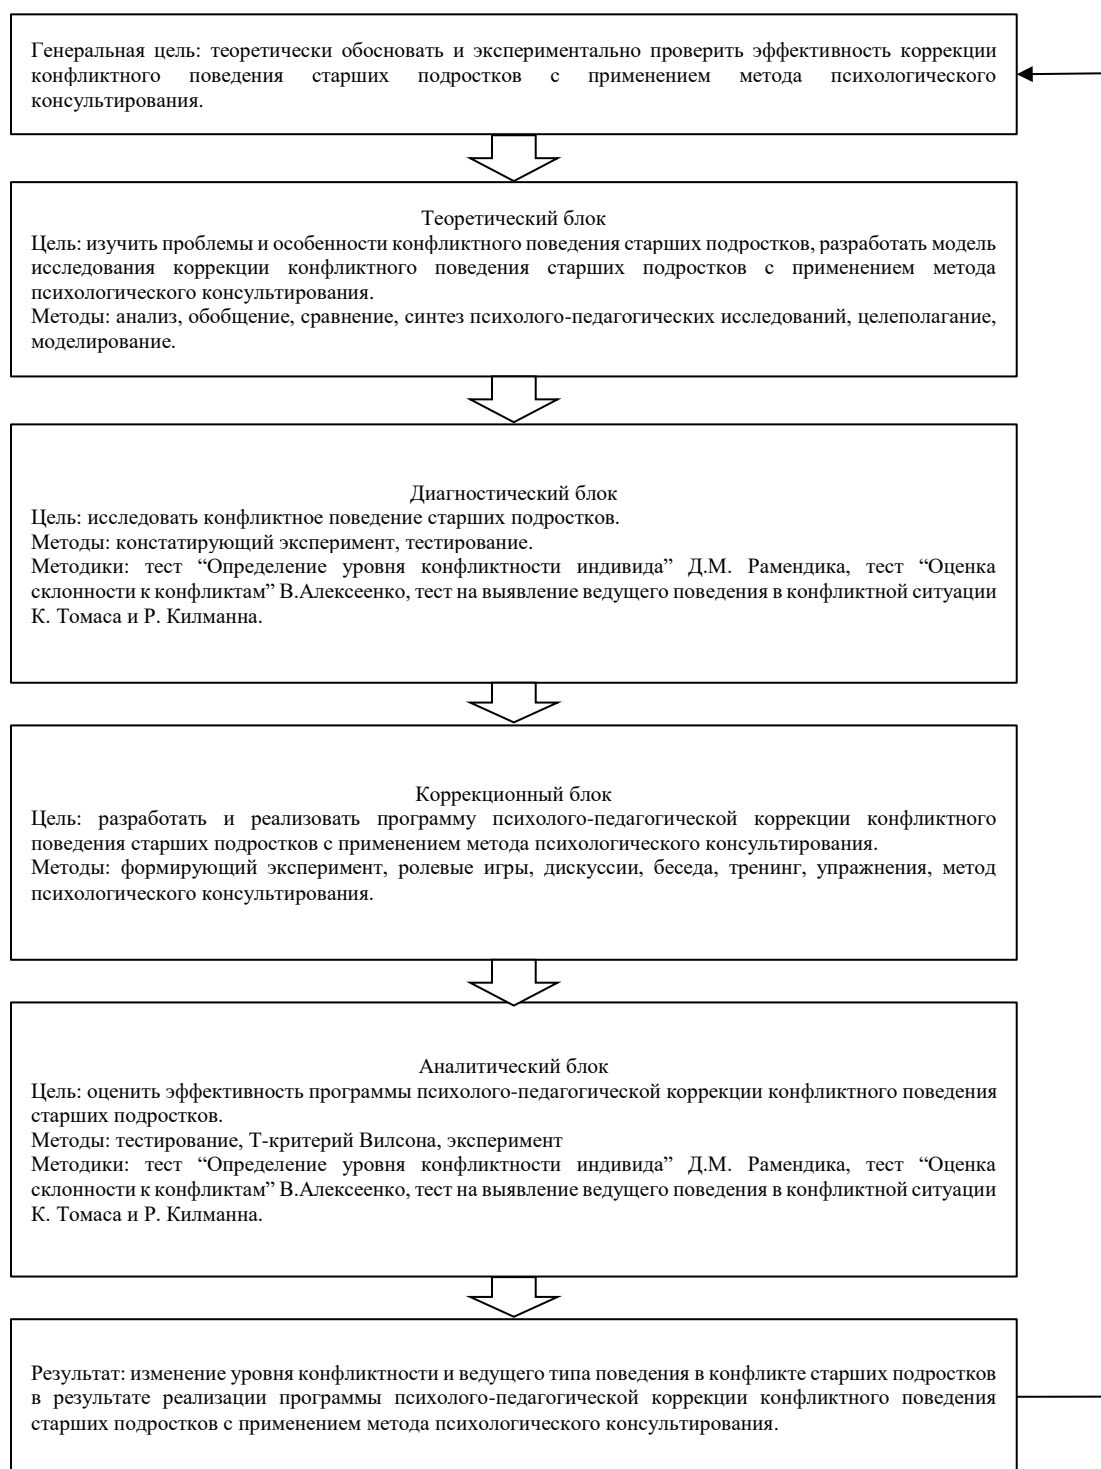 Генеральная цель: теоретически обосновать и экспериментально проверить эффективность коррекции
конфликтного поведения старших подростков с применением метода психологического
консультирования.
Теоретический блок
Цель: изучить проблемы и особенности конфликтного поведения старших подростков, разработать модель
исследования коррекции конфликтного поведения старших подростков с применением метода
психологического консультирования.
Методы: анализ, обобщение, сравнение, синтез психолого-педагогических исследований, целеполагание,
моделирование.
Диагностический блок
Цель: исследовать конфликтное поведение старших подростков.
Методы: констатирующий эксперимент, тестирование.
Методики: тест “Определение уровня конфликтности индивида” Д.М. Рамендика, тест “Оценка
склонности к конфликтам” В.Алексеенко, тест на выявление ведущего поведения в конфликтной ситуации
К. Томаса и Р. Килманна.
Коррекционный блок
Цель: разработать и реализовать программу психолого-педагогической коррекции конфликтного
поведения старших подростков с применением метода психологического консультирования.
Методы: формирующий эксперимент, ролевые игры, дискуссии, беседа, тренинг, упражнения, метод
психологического консультирования.
Аналитический блок
Цель: оценить эффективность программы психолого-педагогической коррекции конфликтного поведения
старших подростков.
Методы: тестирование, Т-критерий Вилсона, эксперимент
Методики: тест “Определение уровня конфликтности индивида” Д.М. Рамендика, тест “Оценка
склонности к конфликтам” В.Алексеенко, тест на выявление ведущего поведения в конфликтной ситуации
К. Томаса и Р. Килманна.
Результат: изменение уровня конфликтности и ведущего типа поведения в конфликте старших подростков
в результате реализации программы психолого-педагогической коррекции конфликтного поведения
старших подростков с применением метода психологического консультирования.